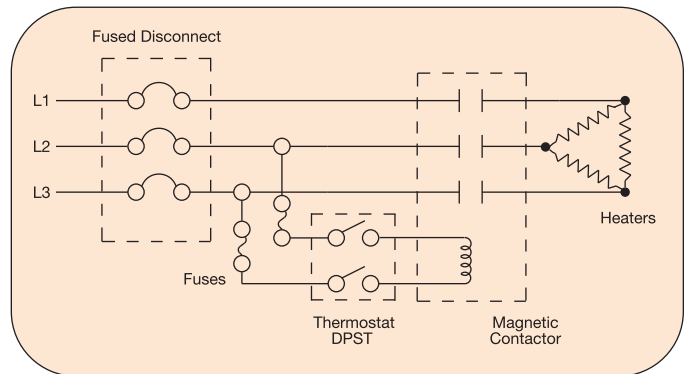 Fused Disconnect
L1
L2
L3
Heaters
Fuses
Thermostat
DPST
Magnetic
Contactor